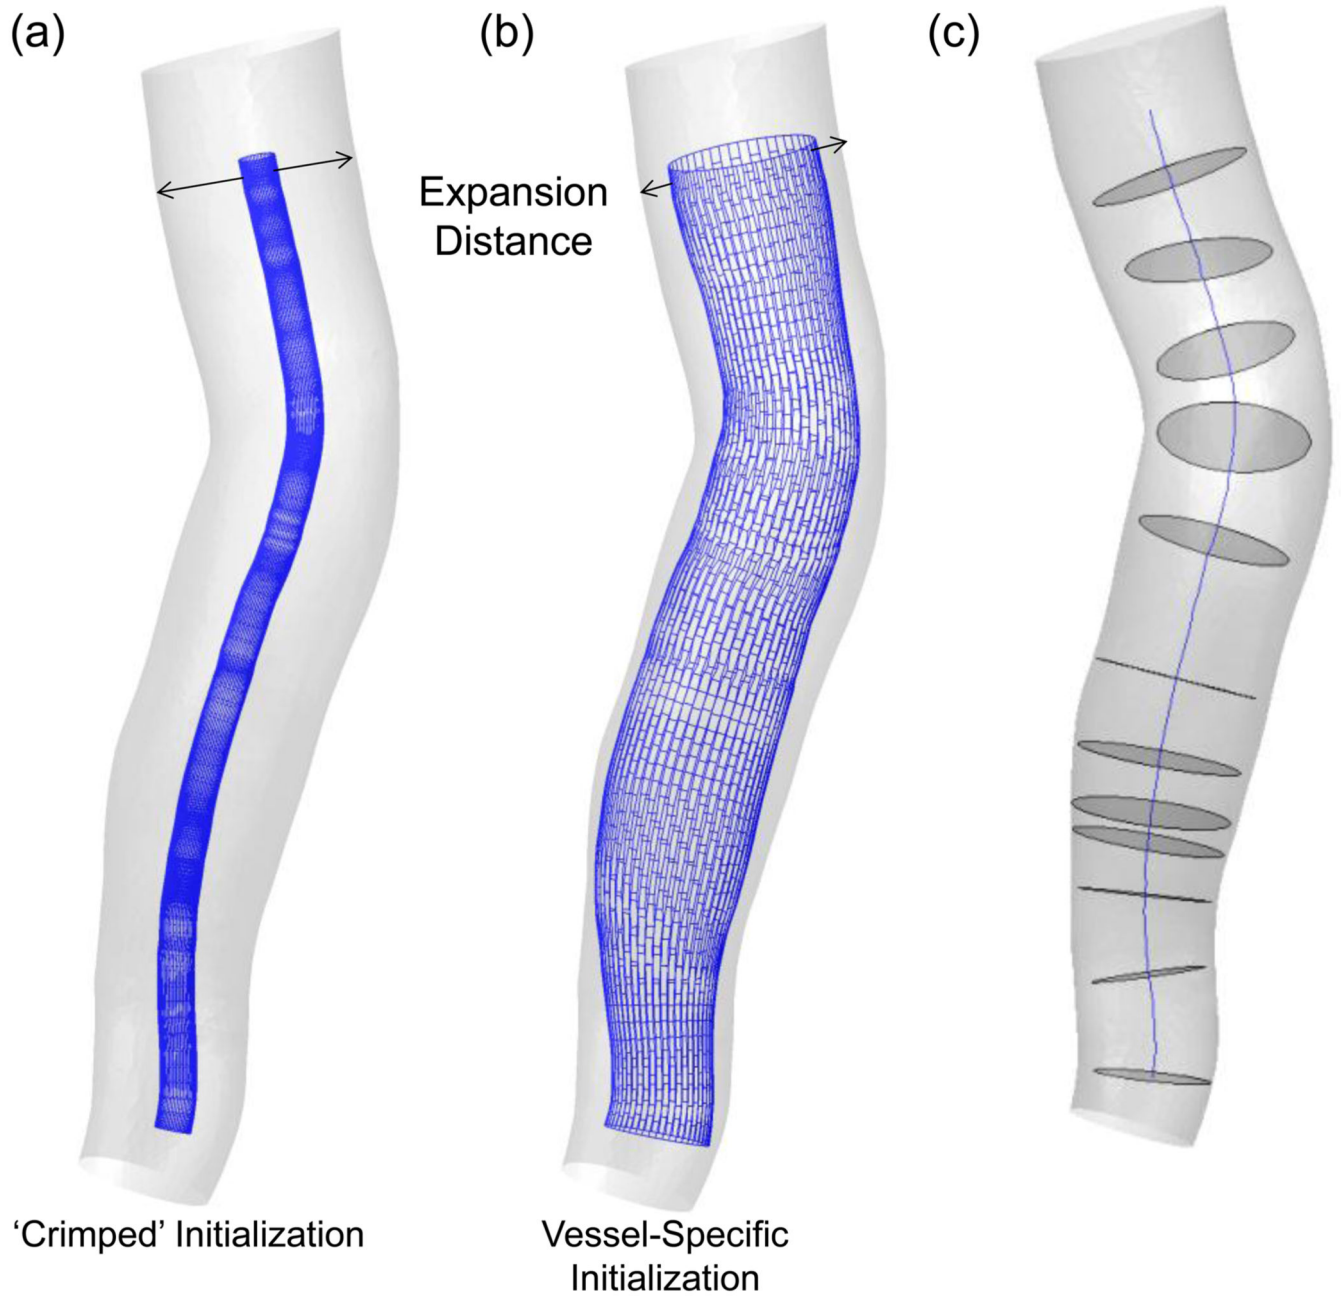 (a)
(b)
(c)
Expansion
Distance
‘Crimped’ Initialization
Vessel-Specific
Initialization